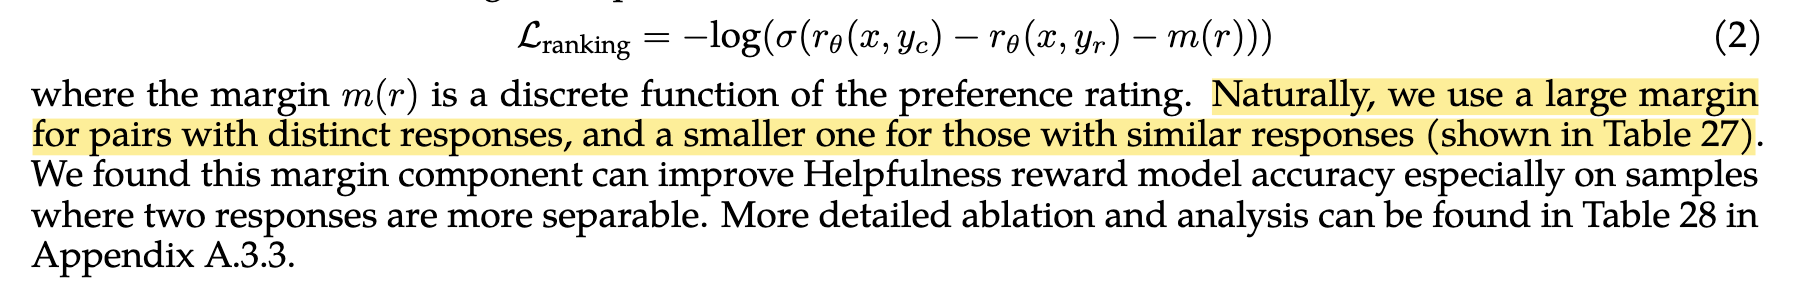 ℒranking = −log(σ(rθ(x, yc) − rθ(x, yr) − m(r))) (2)
where the margin m(r) is a discrete function of the preference rating. Naturally, we use a large margin
for pairs with distinct responses, and a smaller one for those with similar responses (shown in Table 27).
We found this margin component can improve Helpfulness reward model accuracy especially on samples
where two responses are more separable. More detailed ablation and analysis can be found in Table 28 in
Appendix A.3.3.